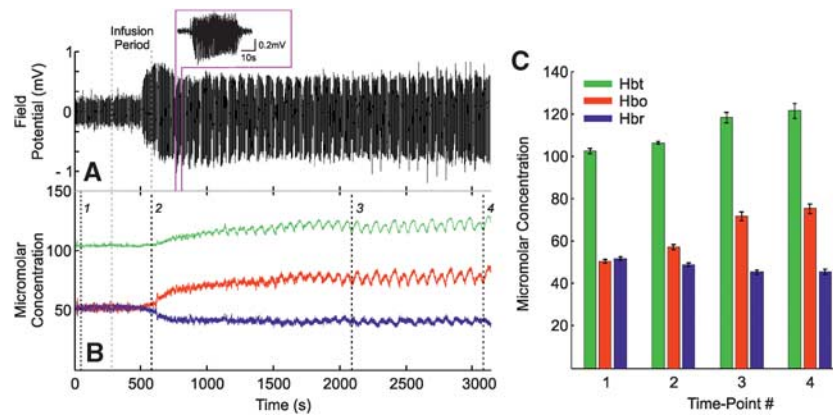 Infusion
Period
0.2mV
10s
1
0
- 1
Field
Potential (mV)
A
150
100
50
0
Micromolar
Concentration
1
2
3
4
B
0 500 1000 1500 2000 2500 3000
Time (s)
C
140
120
100
80
60
40
20
Micromolar Concentration
Hbt
Hbo
Hbr
1 2 3 4
Time-Point #